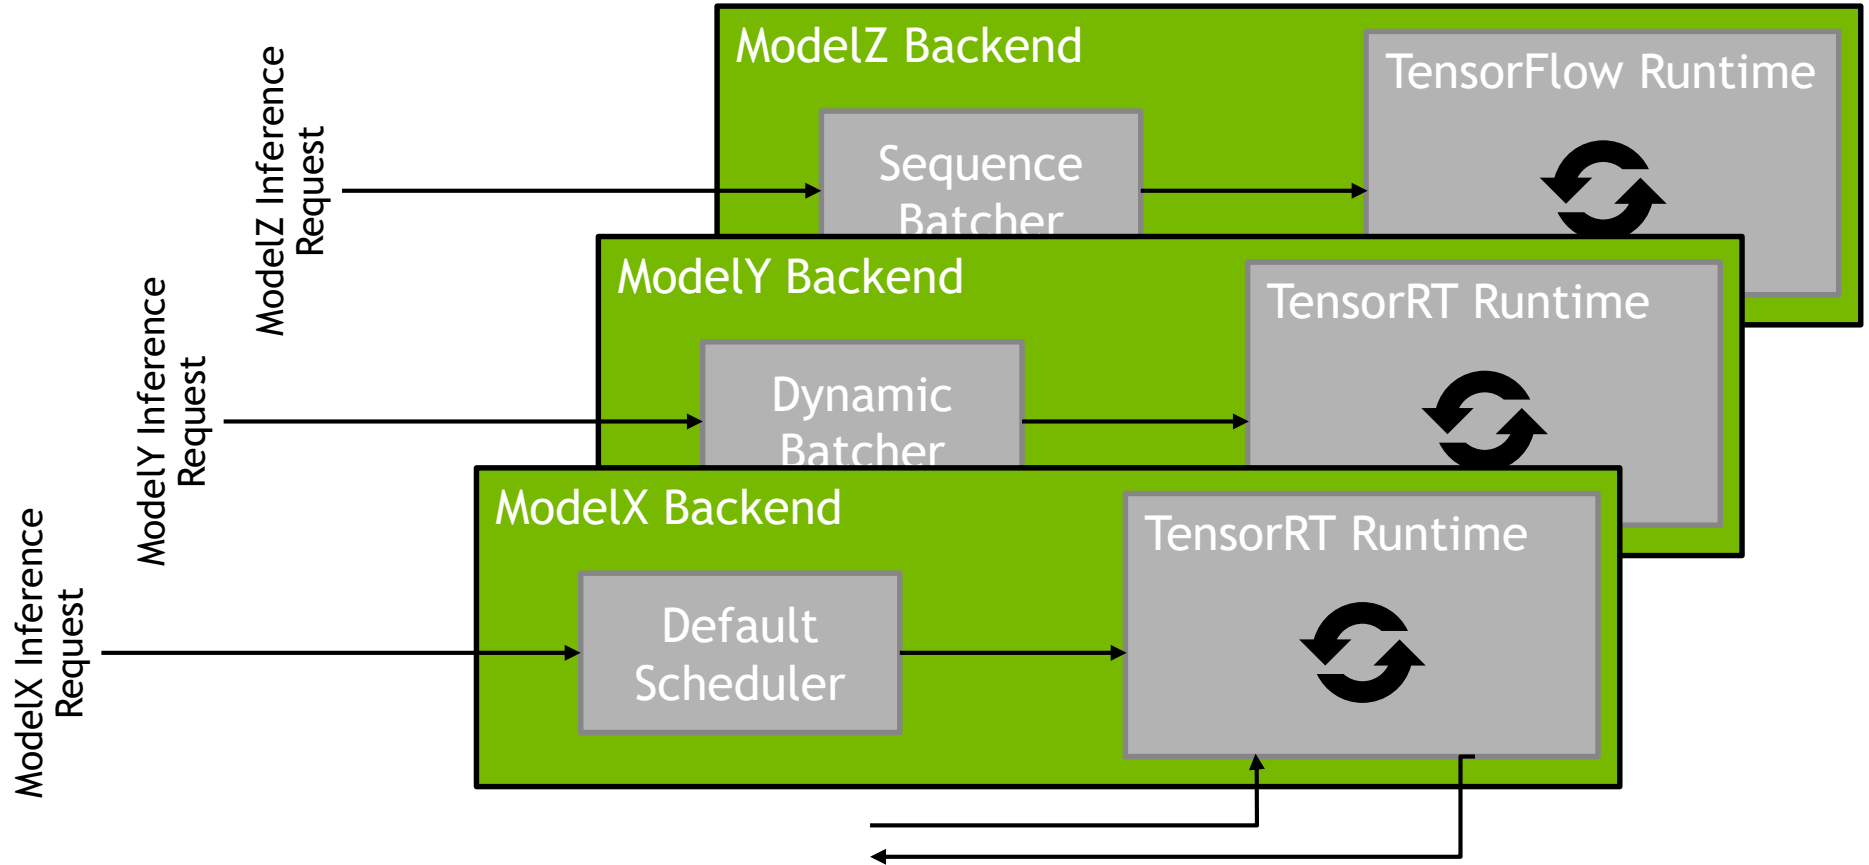 ModelZ Backend
TensorFlow Runtime
Sequence
Batcher
ModelZ Inference
Request
ModelY Backend
TensorRT Runtime
Dynamic
Batcher
ModelY Inference
Request
ModelX Backend
TensorRT Runtime
Default
Scheduler
ModelX Inference
Request